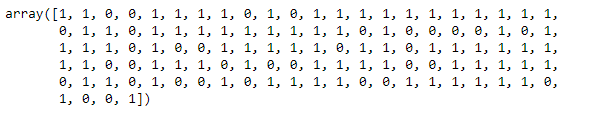 array([1, 1, 0, 0, 1, 1, 1, 1, 0, 1, 0, 1, 1, 1, 1, 1, 1, 1, 1, 1, 1, 1,
0, 1, 1, 0, 1, 1, 1, 1, 1, 1, 1, 1, 1, 0, 1, 0, 0, 0, 0, 1, 0, 1,
1, 1, 1, 0, 1, 0, 0, 1, 1, 1, 1, 1, 0, 1, 1, 0, 1, 1, 1, 1, 1, 1,
1, 1, 0, 0, 1, 1, 1, 0, 1, 0, 0, 1, 1, 1, 1, 0, 0, 1, 1, 1, 1, 1,
0, 1, 1, 0, 1, 0, 0, 1, 0, 1, 1, 1, 1, 0, 0, 1, 1, 1, 1, 1, 1, 0,
1, 0, 0, 1])